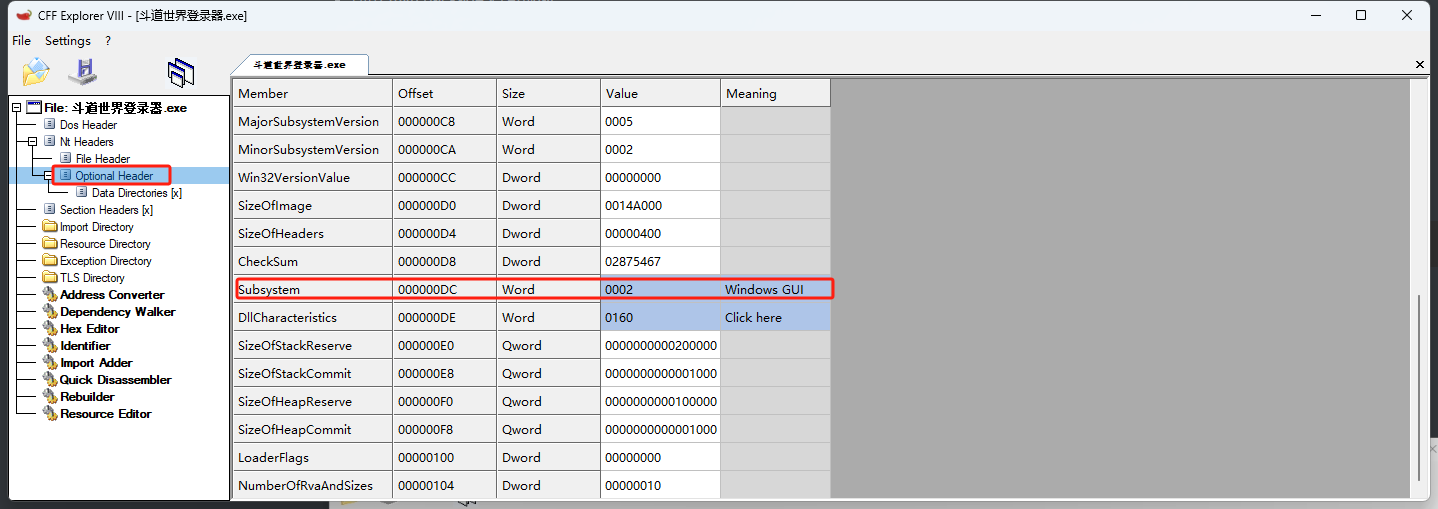 CFF Explorer VIII - [斗道世界登录器.exe]
File Settings ?
斗道世界登录器.exe
File: 斗道世界登录器.exe
Dos Header
Nt Headers
File Header
Optional Header
Data Directories [x]
Section Headers [x]
Import Directory
Resource Directory
Exception Directory
TLS Directory
Address Converter
Dependency Walker
Hex Editor
Identifier
Import Adder
Quick Disassembler
Rebuilder
Resource Editor
Member Offset Size Value Meaning
MajorSubsystemVersion 000000C8 Word 0005
MinorSubsystemVersion 000000CA Word 0002
Win32VersionValue 000000CC Dword 00000000
SizeOfImage 000000D0 Dword 0014A000
SizeOfHeaders 000000D4 Dword 00000400
CheckSum 000000D8 Dword 02875467
Subsystem 000000DC Word 0002 Windows GUI
DllCharacteristics 000000DE Word 0160 Click here
SizeOfStackReserve 000000E0 Qword 0000000000200000
SizeOfStackCommit 000000E8 Qword 0000000000001000
SizeOfHeapReserve 000000F0 Qword 0000000000100000
SizeOfHeapCommit 000000F8 Qword 0000000000001000
LoaderFlags 00000100 Dword 00000000
NumberOfRvaAndSizes 00000104 Dword 00000010